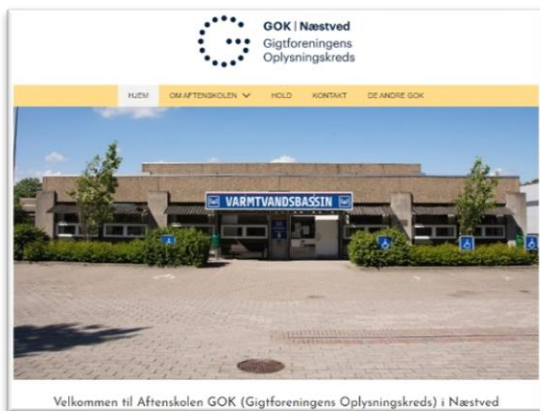 GOK | Næstved
Gigtforeningens
Oplysningskreds
HJEM OM AFTENSKOLEN HOLD KONTAKT DE ANDRE GOK
VARMTVANDSBASSIN
Velkommen til Aftenskolen GOK (Gigtforeningens Oplysningskreds) i Næstved